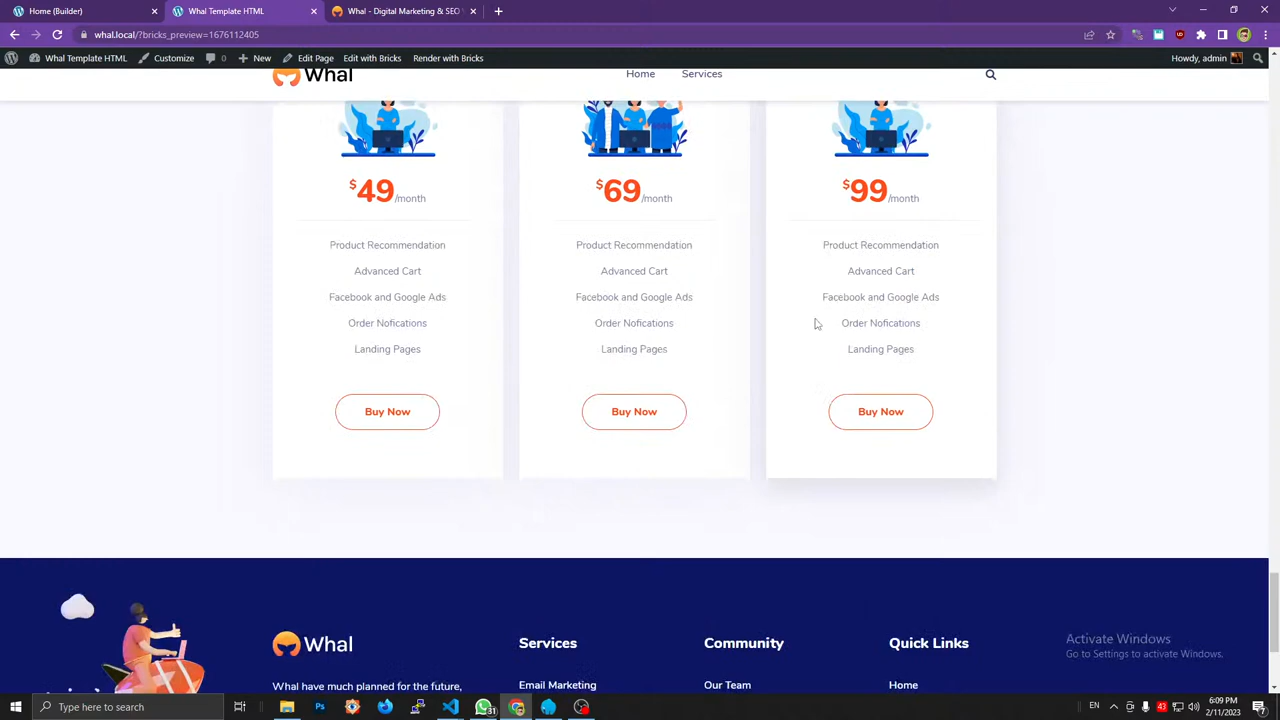 Home (Builder)
Whal Template HTML
Whal - Digital Marketing & SEO
whal.local/?bricks_preview=1676112405
Whal Template HTML
Customize
0
New
Edit Page
Edit with Bricks
Render with Bricks
Howdy, admin
Whal
Home
Services
$49/month
$69/month
$99/month
Product Recommendation
Product Recommendation
Product Recommendation
Advanced Cart
Advanced Cart
Advanced Cart
Facebook and Google Ads
Facebook and Google Ads
Facebook and Google Ads
Order Nofications
Order Nofications
Order Nofications
Landing Pages
Landing Pages
Landing Pages
Buy Now
Buy Now
Buy Now
Whal
Services
Community
Quick Links
Activate Windows
Go to Settings to activate Windows.
Whal have much planned for the future,
Email Marketing
Our Team
Home
Type here to search
31
EN
43
6:09 PM
2/11/2023